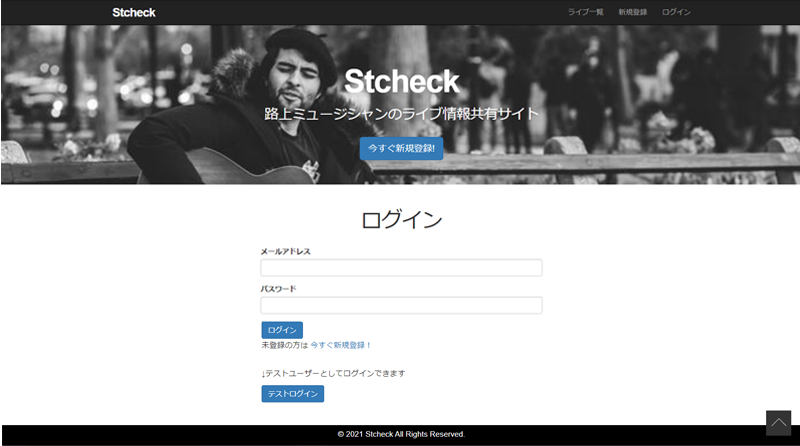 Stcheck
ライブ一覧 新規登録 ログイン
Stcheck
路上ミュージシャンのライブ情報共有サイト
今すぐ新規登録!
ログイン
メールアドレス
パスワード
ログイン
未登録の方は 今すぐ新規登録！
↓テストユーザーとしてログインできます
テストログイン
© 2021 Stcheck All Rights Reserved.